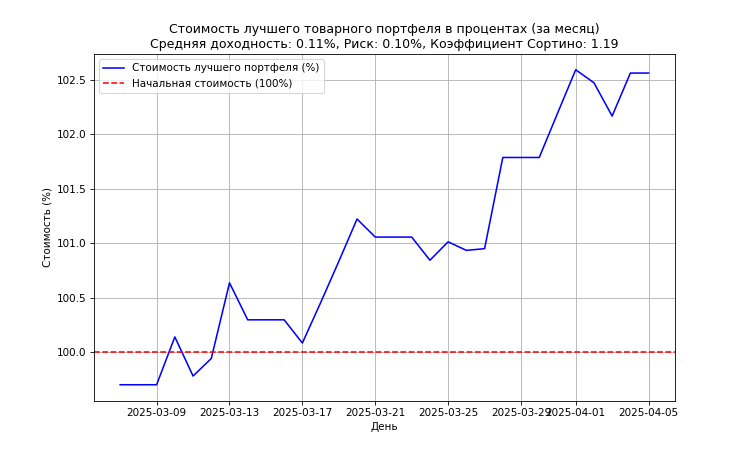 Стоимость лучшего товарного портфеля в процентах (за месяц)
Средняя доходность: 0.11%, Риск: 0.10%, Коэффициент Сортино: 1.19
Стоимость лучшего портфеля (%)
Начальная стоимость (100%)
Стоимость (%)
102.5
102.0
101.5
101.0
100.5
100.0
2025-03-09 2025-03-13 2025-03-17 2025-03-21 2025-03-25 2025-03-29 2025-04-01 2025-04-05
День